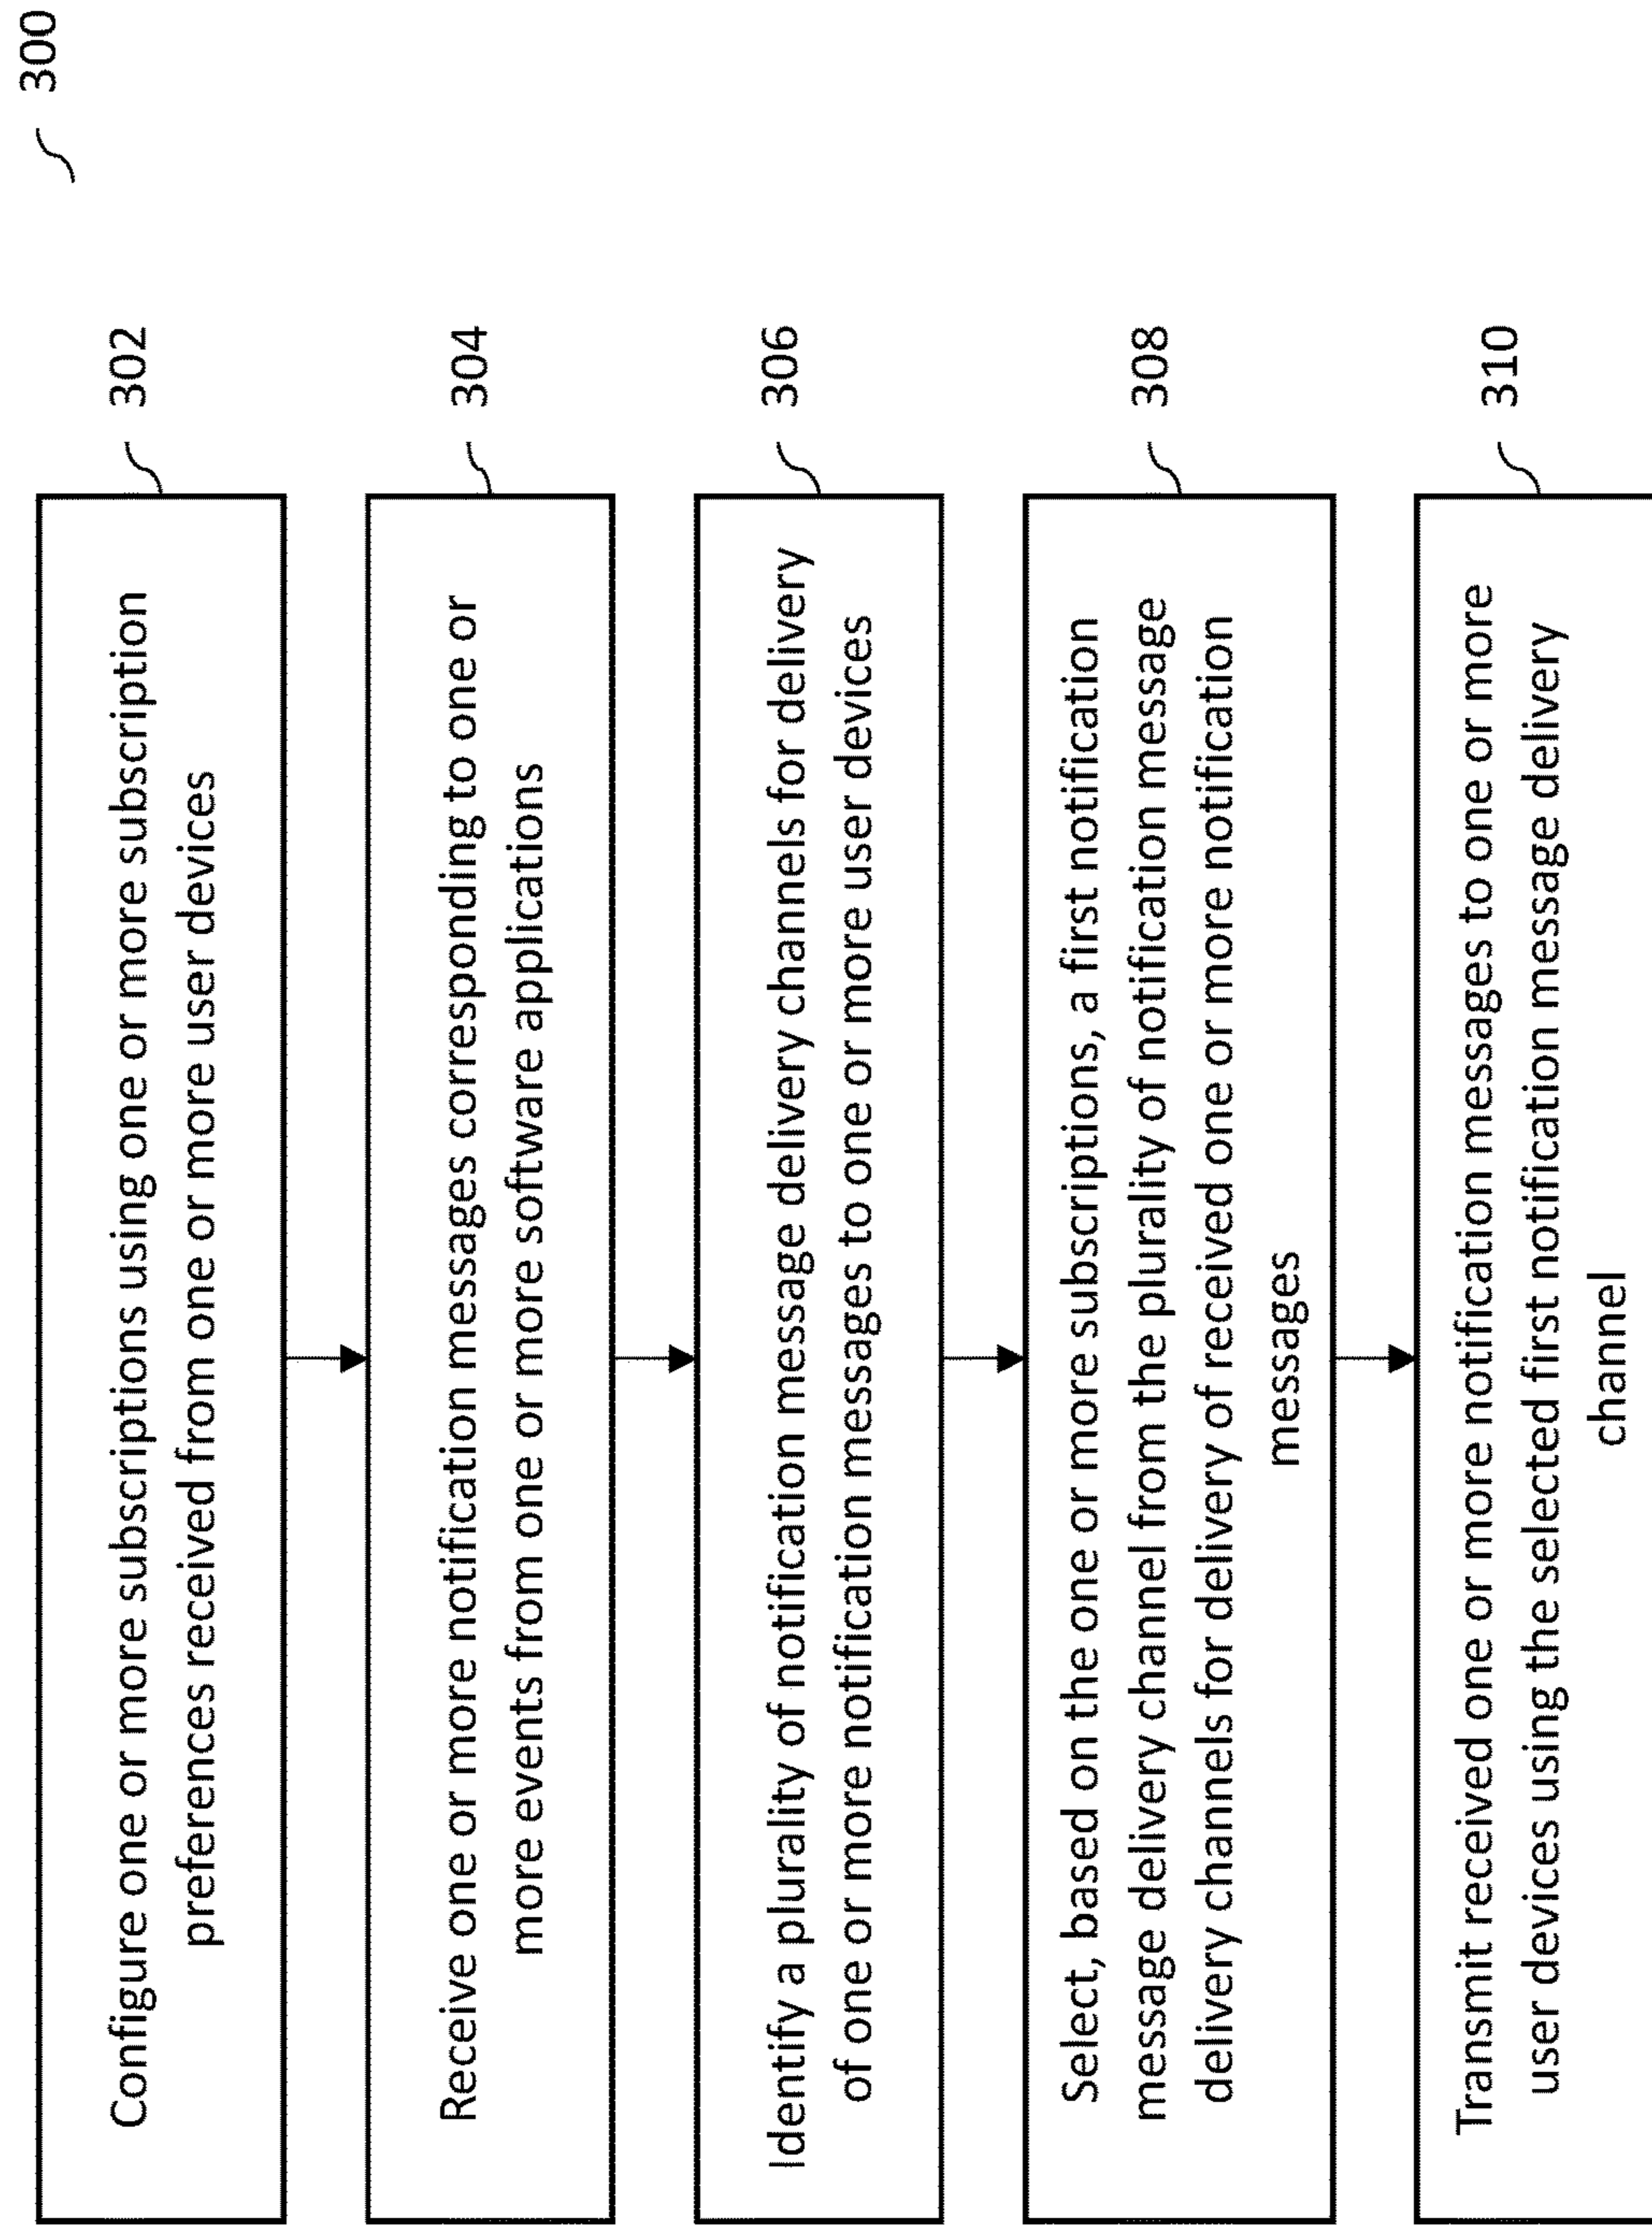 300
302
Configure one or more subscriptions using one or more subscription
preferences received from one or more user devices
304
Receive one or more notification messages corresponding to one or
more events from one or more software applications
306
Identify a plurality of notification message delivery channels for delivery
of one or more notification messages to one or more user devices
308
Select, based on the one or more subscriptions, a first notification
message delivery channel from the plurality of notification message
delivery channels for delivery of received one or more notification
messages
310
Transmit received one or more notification messages to one or more
user devices using the selected first notification message delivery
channel